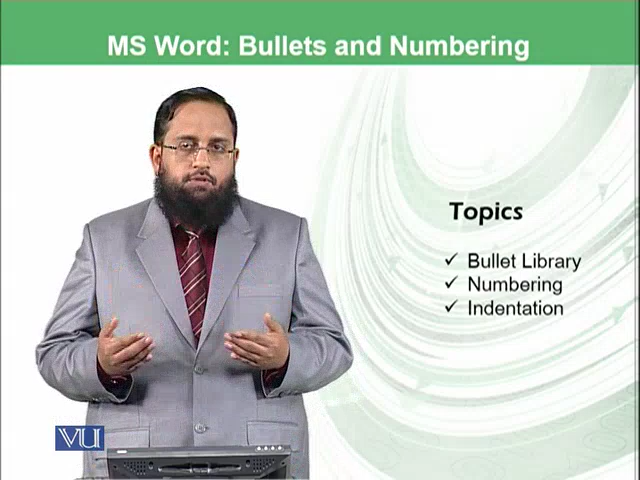 MS Word: Bullets and Numbering
Topics
✓ Bullet Library
✓ Numbering
✓ Indentation
VU